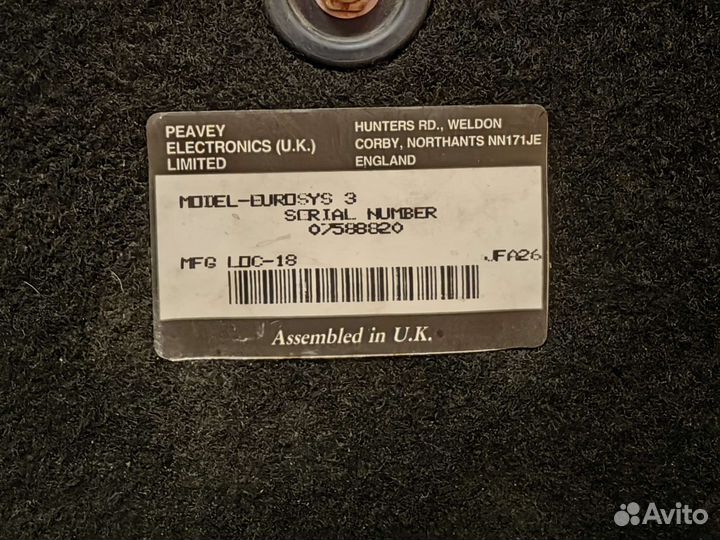 PEAVEY
ELECTRONICS (U.K.)
LIMITED
HUNTERS RD., WELDON
CORBY, NORTHANTS NN171JE
ENGLAND
MODEL-EUROSYS 3
SERIAL NUMBER
07588820
MFG LOC-18
JFA26
Assembled in U.K.
Avito